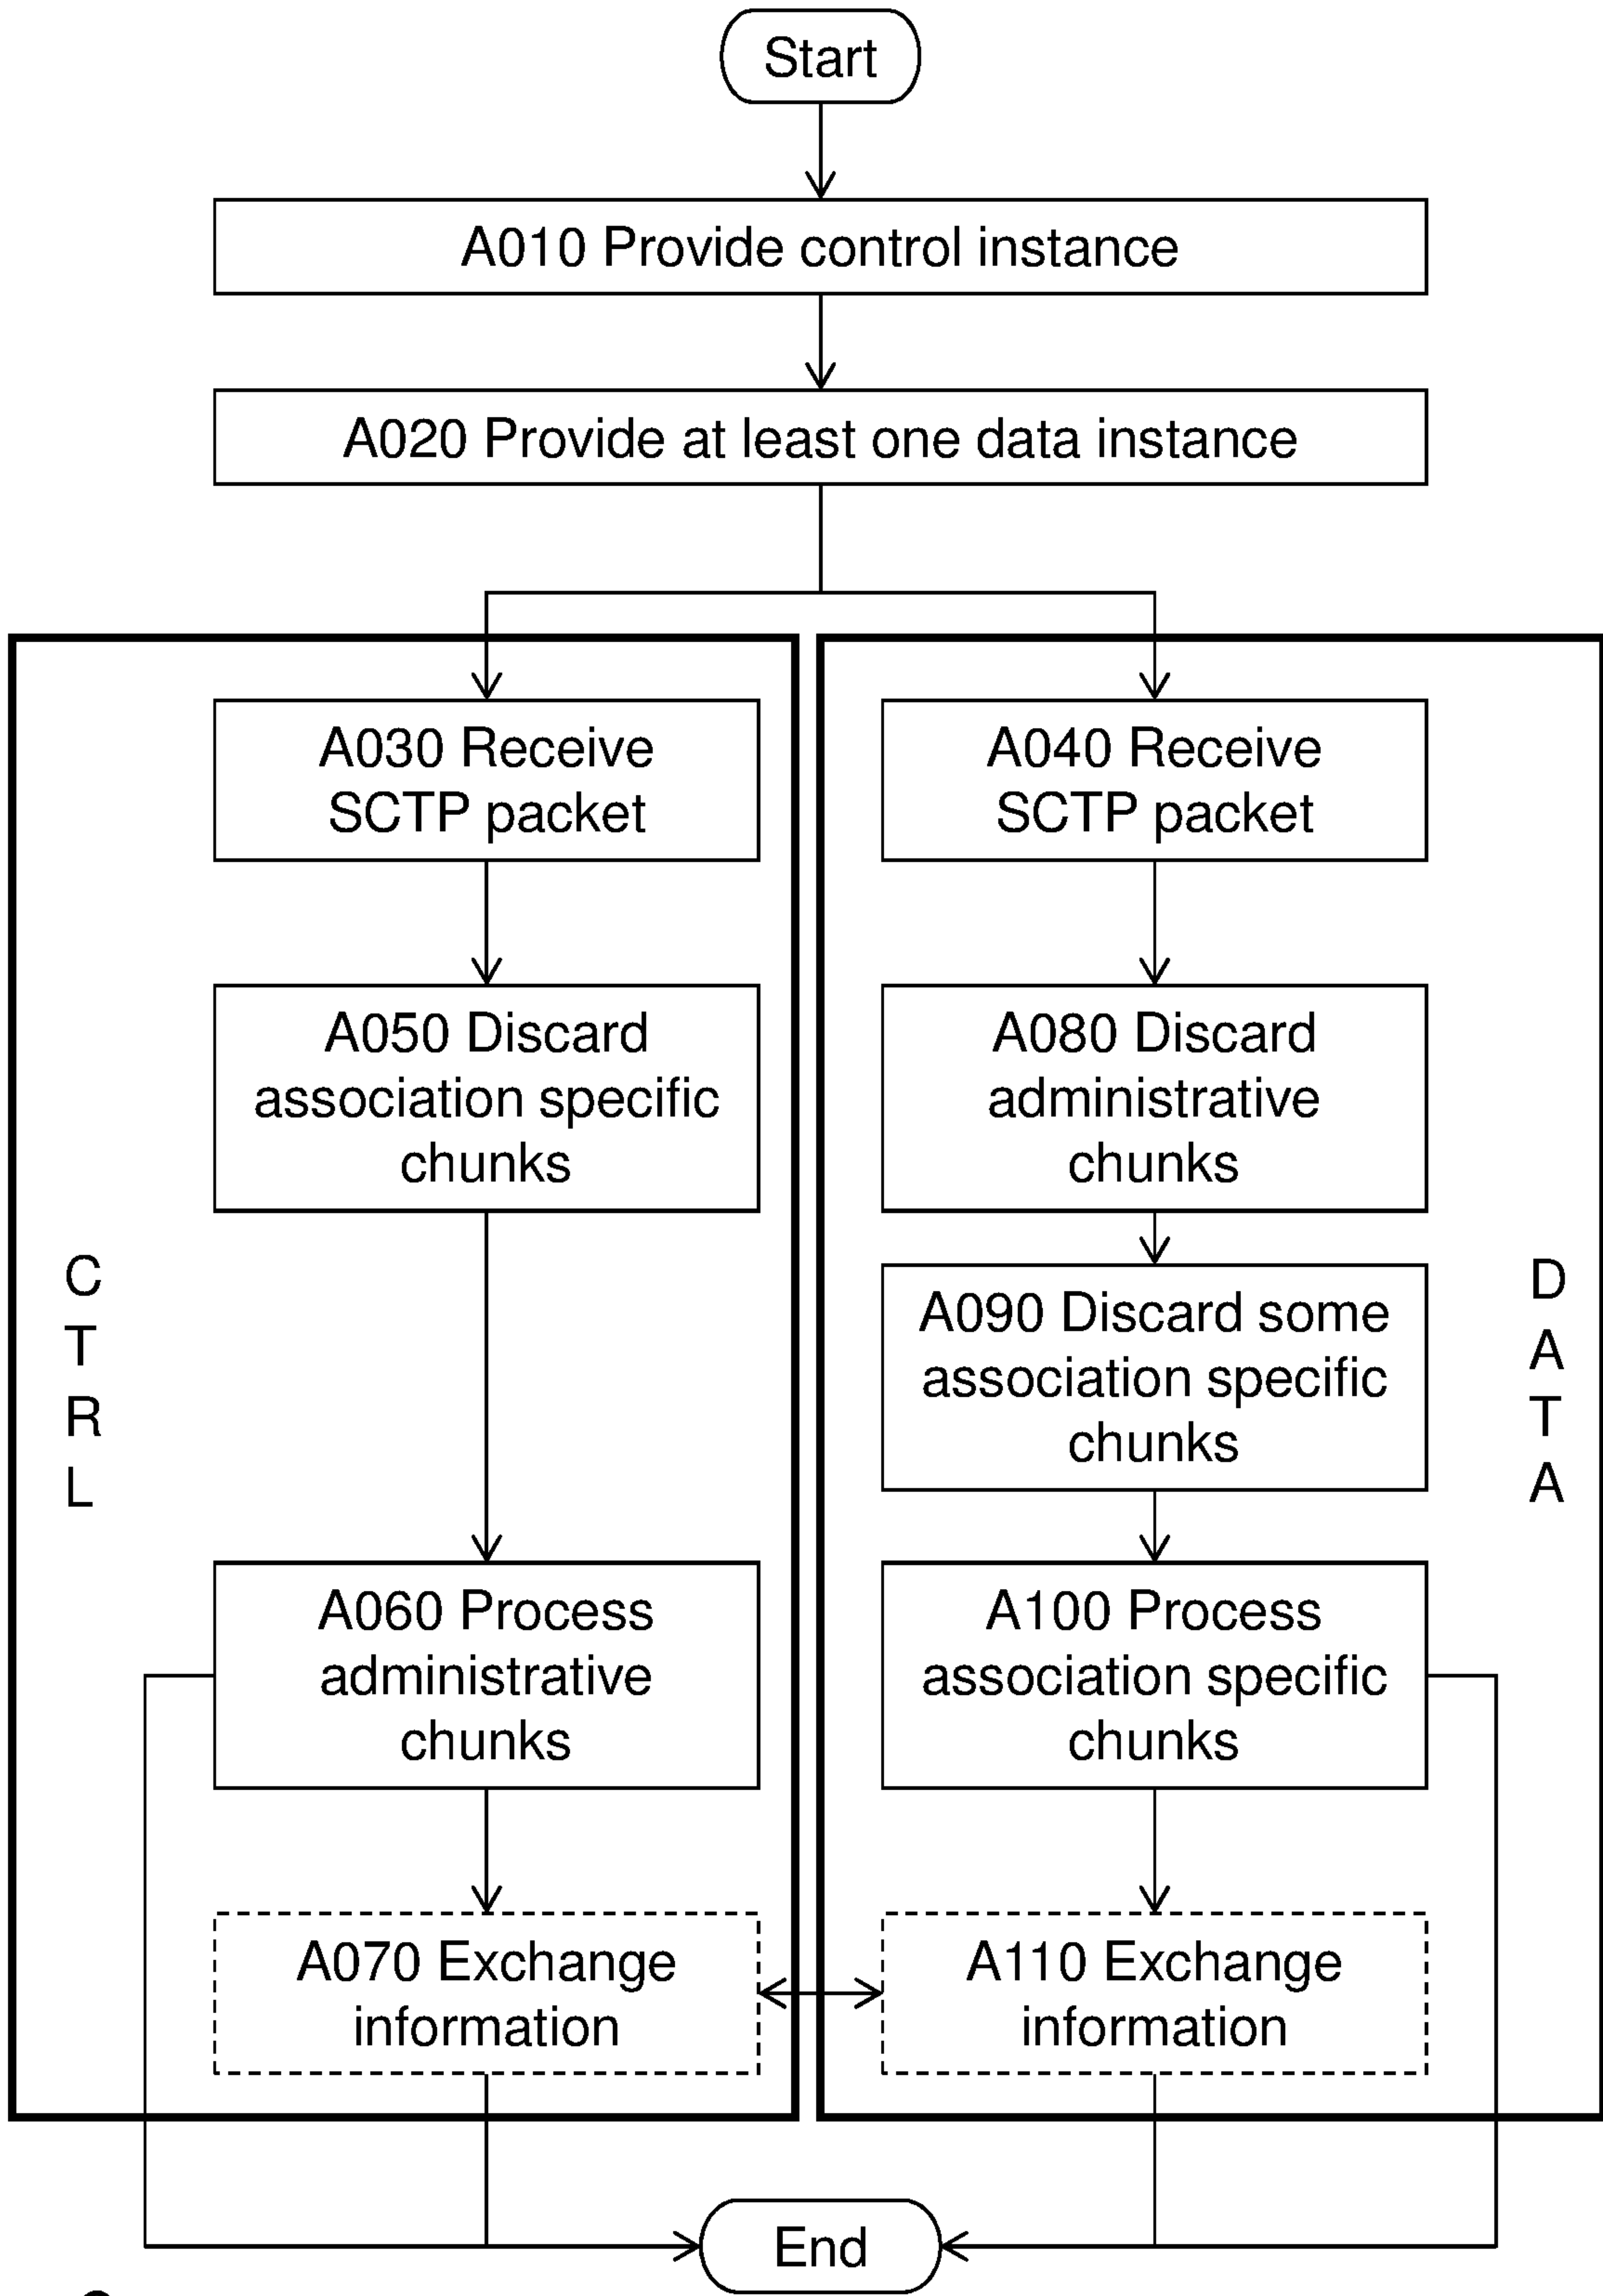 Start
A010 Provide control instance
A020 Provide at least one data instance
A030 Receive
SCTP packet
A040 Receive
SCTP packet
A050 Discard
association specific
chunks
A080 Discard
administrative
chunks
A090 Discard some
association specific
chunks
C
T
R
L
D
A
T
A
A060 Process
administrative
chunks
A100 Process
association specific
chunks
A070 Exchange
information
A110 Exchange
information
End